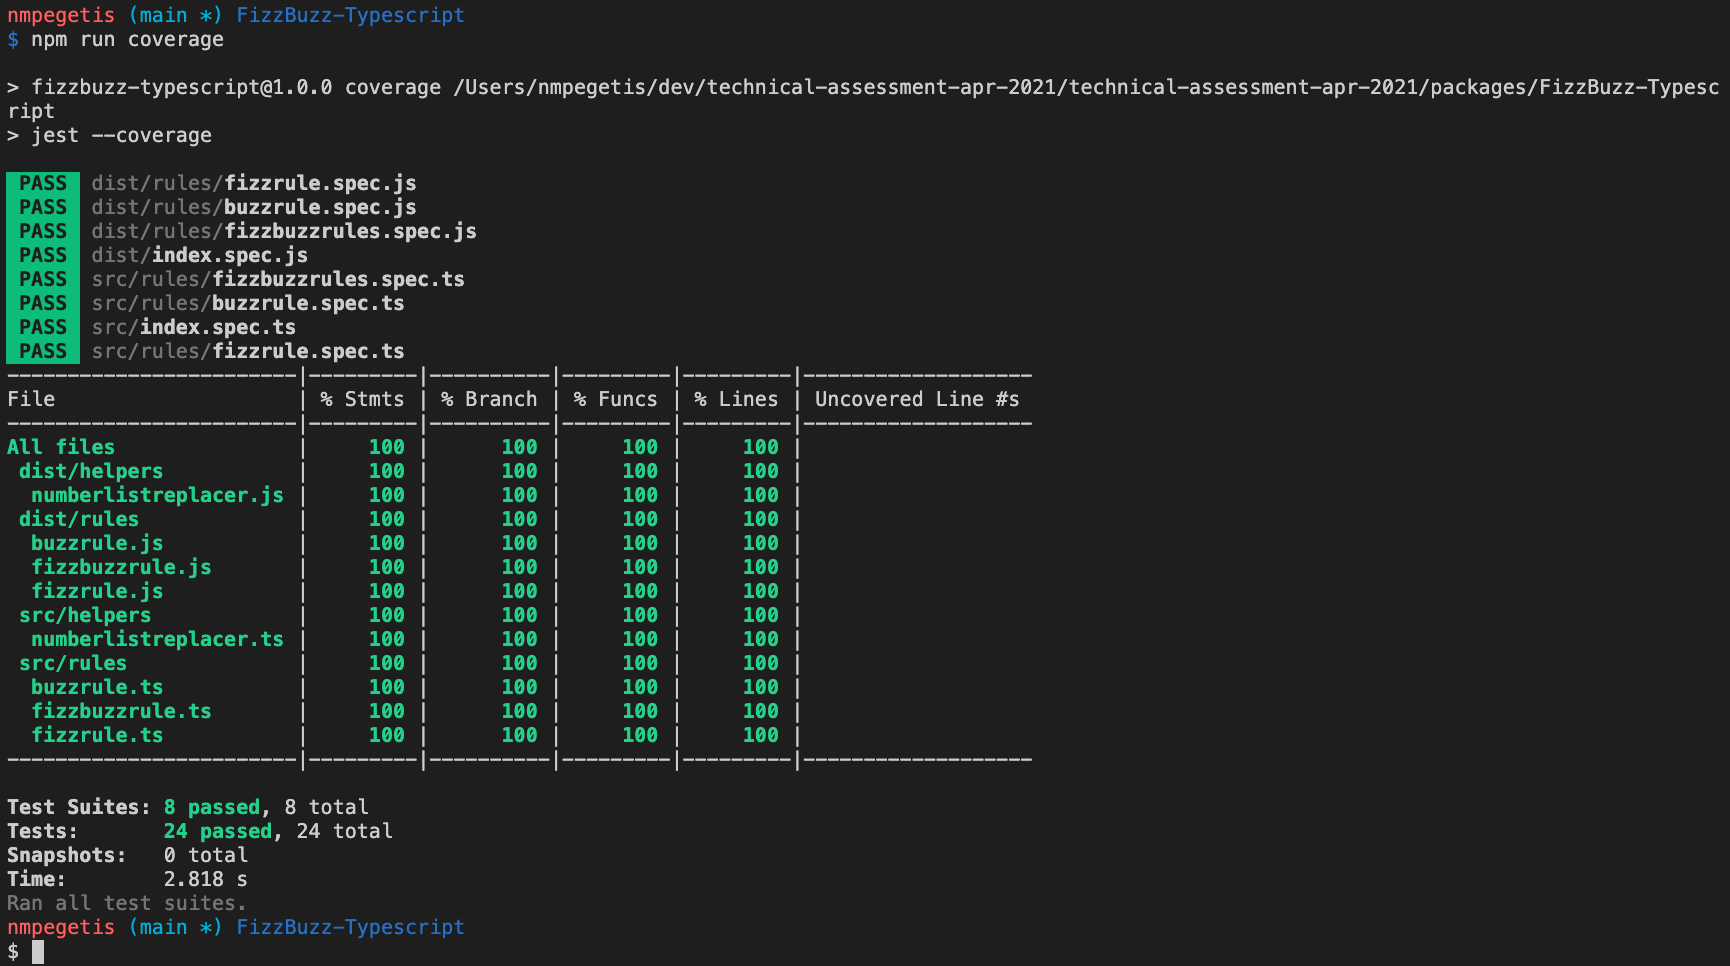 nmpegetis (main *) FizzBuzz-Typescript
$ npm run coverage
> fizzbuzz-typescript@1.0.0 coverage /Users/nmpegetis/dev/technical-assessment-apr-2021/technical-assessment-apr-2021/packages/FizzBuzz-Typesc
ript
> jest --coverage
PASS dist/rules/fizzrule.spec.js
PASS dist/rules/buzzrule.spec.js
PASS dist/rules/fizzbuzzrules.spec.js
PASS dist/index.spec.js
PASS src/rules/fizzbuzzrules.spec.ts
PASS src/rules/buzzrule.spec.ts
PASS src/index.spec.ts
PASS src/rules/fizzrule.spec.ts
------------------------|---------|----------|---------|---------|-------------------
File                    | % Stmts | % Branch | % Funcs | % Lines | Uncovered Line #s
------------------------|---------|----------|---------|---------|-------------------
All files               |     100 |      100 |     100 |     100 |
 dist/helpers           |     100 |      100 |     100 |     100 |
  numberlistreplacer.js |     100 |      100 |     100 |     100 |
 dist/rules             |     100 |      100 |     100 |     100 |
  buzzrule.js           |     100 |      100 |     100 |     100 |
  fizzbuzzrule.js       |     100 |      100 |     100 |     100 |
  fizzrule.js           |     100 |      100 |     100 |     100 |
 src/helpers            |     100 |      100 |     100 |     100 |
  numberlistreplacer.ts |     100 |      100 |     100 |     100 |
 src/rules              |     100 |      100 |     100 |     100 |
  buzzrule.ts           |     100 |      100 |     100 |     100 |
  fizzbuzzrule.ts       |     100 |      100 |     100 |     100 |
  fizzrule.ts           |     100 |      100 |     100 |     100 |
------------------------|---------|----------|---------|---------|-------------------
Test Suites: 8 passed, 8 total
Tests:       24 passed, 24 total
Snapshots:   0 total
Time:        2.818 s
Ran all test suites.
nmpegetis (main *) FizzBuzz-Typescript
$